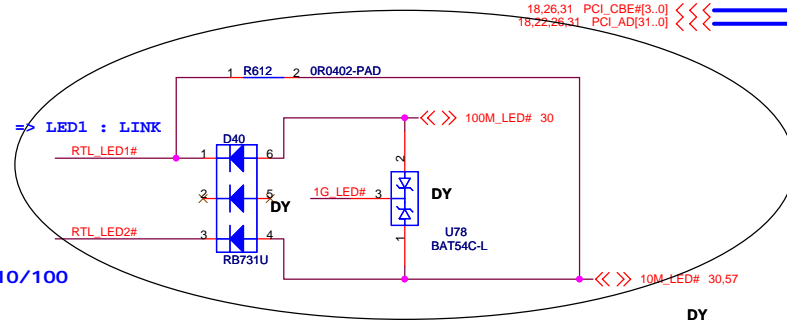 18,26,31 PCI_CBE#[3..0]
18,22,26,31 PCI_AD[31..0]
1 R612 2 0R0402-PAD
=> LED1 : LINK
100M_LED# 30
D40
RTL_LED1# 1 6
2
2 5 DY
1G_LED# 3 DY
RTL_LED2# 3 4
1 U78
RB731U BAT54C-L
10/100
10M_LED# 30,57
DY